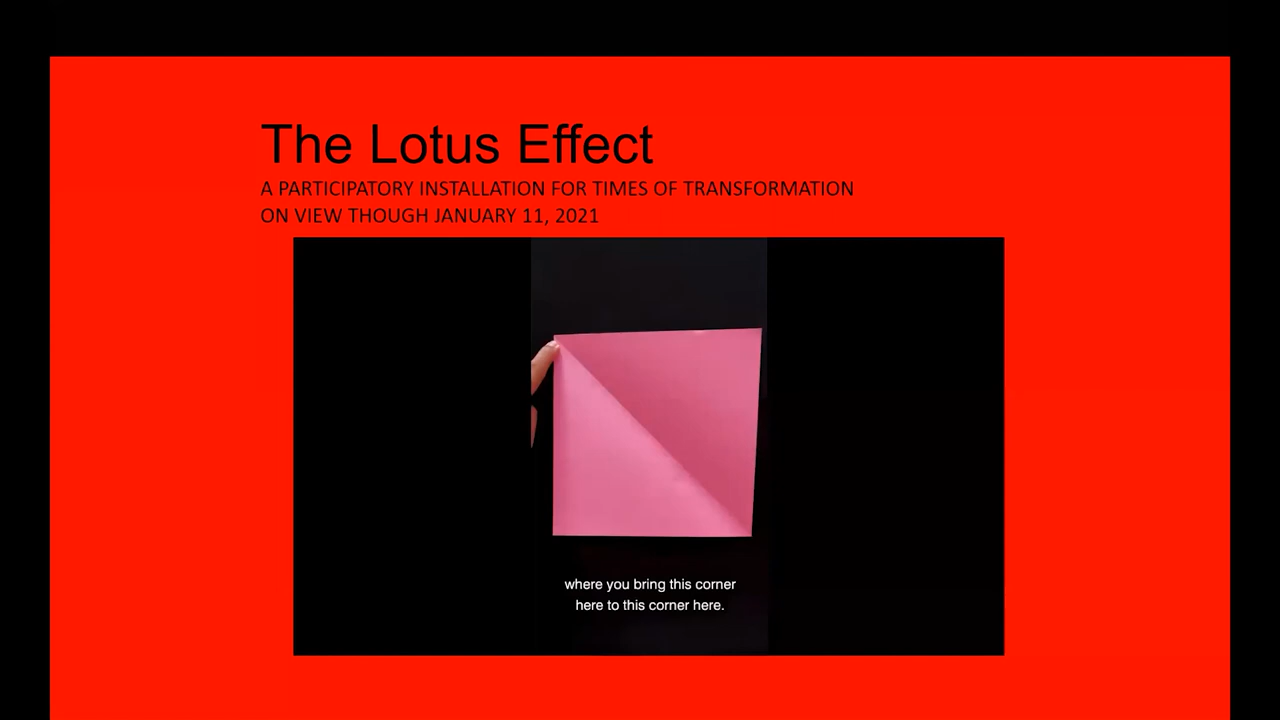 The Lotus Effect
A PARTICIPATORY INSTALLATION FOR TIMES OF TRANSFORMATION
ON VIEW THOUGH JANUARY 11, 2021
where you bring this corner
here to this corner here.